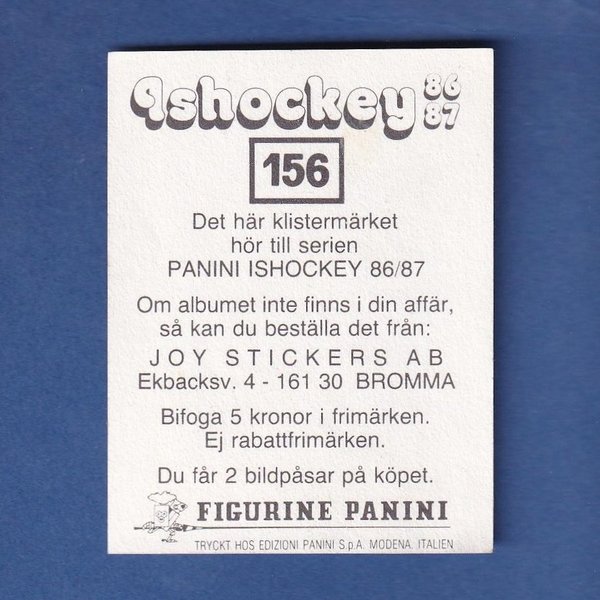 Ishockey 86 87
156
Det här klistermärket
hör till serien
PANINI ISHOCKEY 86/87
Om albumet inte finns i din affär,
så kan du beställa det från:
JOY STICKERS AB
Ekbacksv. 4 - 161 30 BROMMA
Bifoga 5 kronor i frimärken.
Ej rabattfrimärken.
Du får 2 bildpåsar på köpet.
FIGURINE PANINI
TRYCKT HOS EDIZIONI PANINI S.p.A. MODENA. ITALIEN